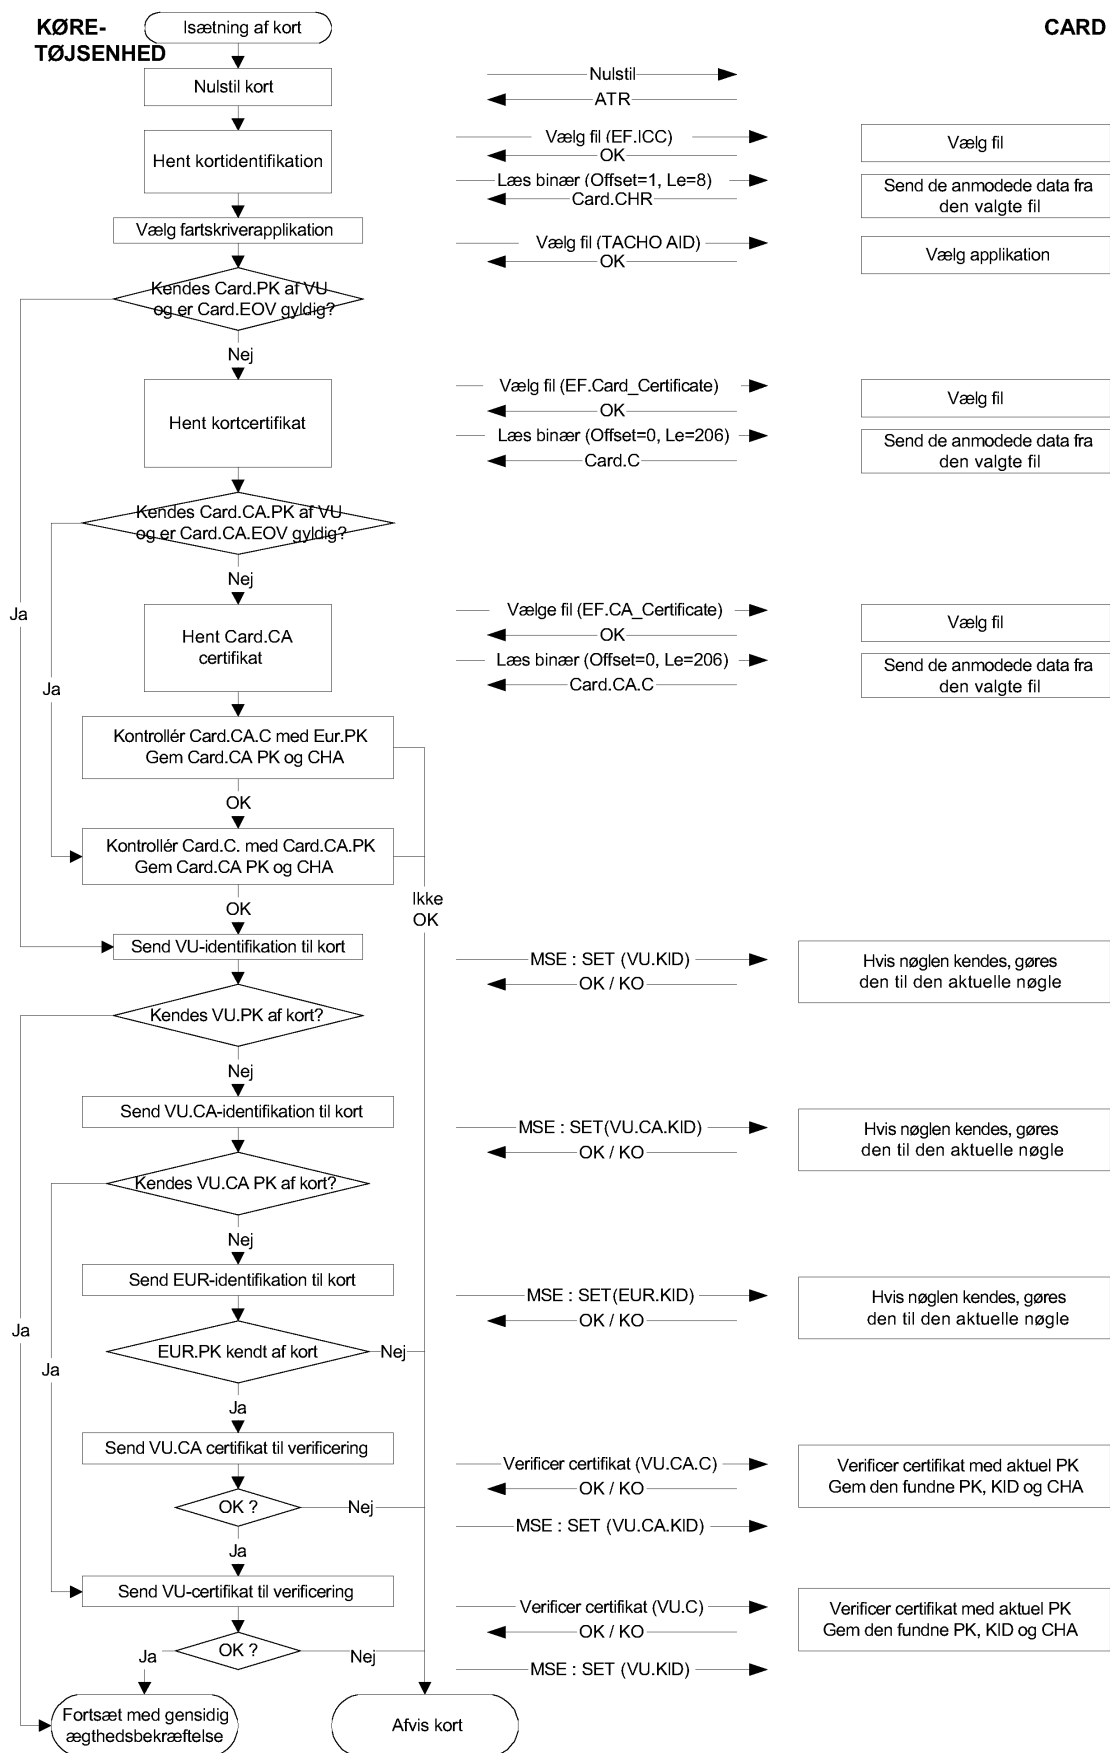 KØRE-
TØJSENHED
CARD
Isætning af kort
Nulstil kort
Nulstil
ATR
Hent kortidentifikation
Vælg fil (EF.ICC)
OK
Vælg fil
Læs binær (Offset=1, Le=8)
Card.CHR
Send de anmodede data fra
den valgte fil
Vælg fartskriverapplikation
Vælg fil (TACHO AID)
OK
Vælg applikation
Kendes Card.PK af VU
og er Card.EOV gyldig?
Nej
Hent kortcertifikat
Vælg fil (EF.Card_Certificate)
OK
Vælg fil
Læs binær (Offset=0, Le=206)
Card.C
Send de anmodede data fra
den valgte fil
Kendes Card.CA.PK af VU
og er Card.CA.EOV gyldig?
Nej
Ja
Hent Card.CA
certifikat
Vælge fil (EF.CA_Certificate)
OK
Vælg fil
Læs binær (Offset=0, Le=206)
Card.CA.C
Send de anmodede data fra
den valgte fil
Ja
Kontrollér Card.CA.C med Eur.PK
Gem Card.CA PK og CHA
OK
Kontrollér Card.C. med Card.CA.PK
Gem Card.CA PK og CHA
Ikke
OK
OK
Send VU-identifikation til kort
MSE : SET (VU.KID)
OK / KO
Hvis nøglen kendes, gøres
den til den aktuelle nøgle
Kendes VU.PK af kort?
Nej
Send VU.CA-identifikation til kort
MSE : SET(VU.CA.KID)
OK / KO
Hvis nøglen kendes, gøres
den til den aktuelle nøgle
Kendes VU.CA PK af kort?
Nej
Send EUR-identifikation til kort
MSE : SET(EUR.KID)
OK / KO
Hvis nøglen kendes, gøres
den til den aktuelle nøgle
Ja
EUR.PK kendt af kort
Nej
Ja
Ja
Send VU.CA certifikat til verificering
Verificer certifikat (VU.CA.C)
OK / KO
Verificer certifikat med aktuel PK
Gem den fundne PK, KID og CHA
OK ?
Nej
MSE : SET (VU.CA.KID)
Ja
Send VU-certifikat til verificering
Verificer certifikat (VU.C)
OK / KO
Verificer certifikat med aktuel PK
Gem den fundne PK, KID og CHA
OK ?
Ja
Nej
MSE : SET (VU.KID)
Fortsæt med gensidig
ægthedsbekræftelse
Afvis kort